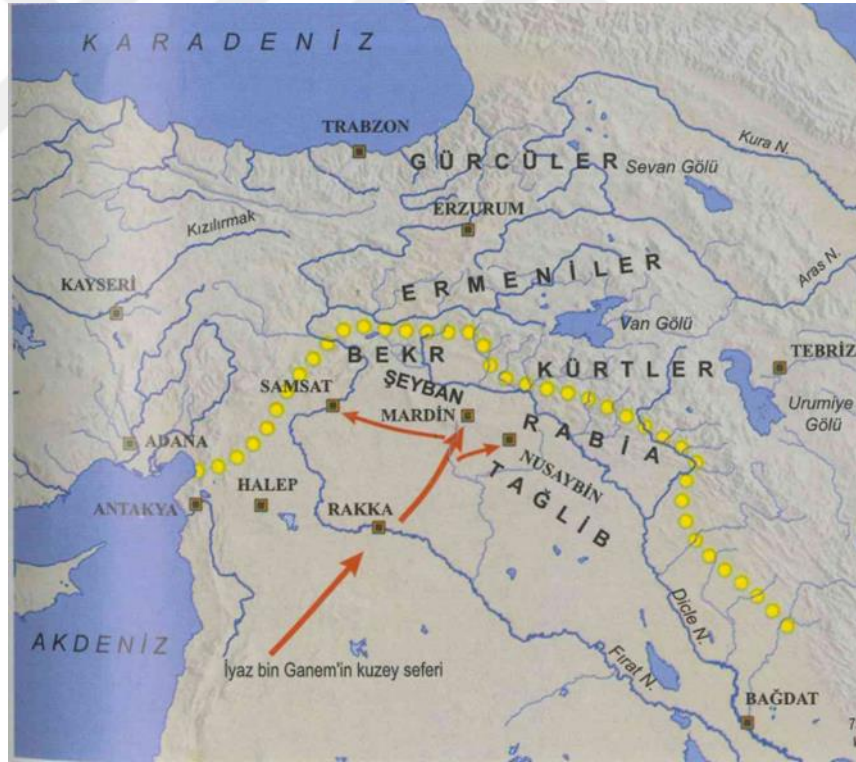 KARADENİZ
TRABZON
GÜRCÜLER
Kura N.
Sevan Gölü
ERZURUM
Kızılırmak
KAYSERİ
ERMENİLER
Aras N.
Van Gölü
BEKR
KÜRTLER
TEBRİZ
ŞEYBAN
SAMSAT
MARDİN
Urumiye
Gölü
RABİA
ADANA
NUSAYBİN
TAĞLİB
HALEP
ANTAKYA
RAKKA
Dicle N.
AKDENİZ
İyaz bin Ganem'in kuzey seferi
Fırat N.
BAĞDAT
7